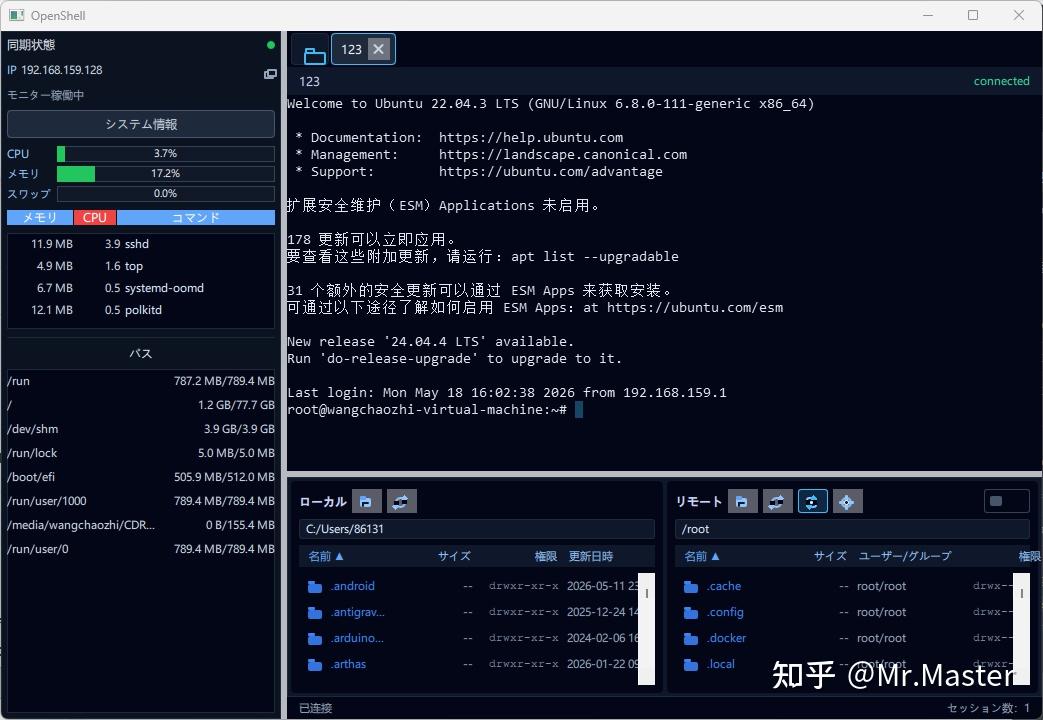 OpenShell
同期状態
IP 192.168.159.128
モニター稼働中
システム情報
CPU 3.7%
メモリ 17.2%
スワップ 0.0%
メモリ CPU コマンド
11.9 MB 3.9 sshd
4.9 MB 1.6 top
6.7 MB 0.5 systemd-oomd
12.1 MB 0.5 polkitd
パス
/run 787.2 MB/789.4 MB
/ 1.2 GB/77.7 GB
/dev/shm 3.9 GB/3.9 GB
/run/lock 5.0 MB/5.0 MB
/boot/efi 505.9 MB/512.0 MB
/run/user/1000 789.4 MB/789.4 MB
/media/wangchaozhi/CDR... 0 B/155.4 MB
/run/user/0 789.4 MB/789.4 MB
123
123 connected
Welcome to Ubuntu 22.04.3 LTS (GNU/Linux 6.8.0-111-generic x86_64)
* Documentation: https://help.ubuntu.com
* Management: https://landscape.canonical.com
* Support: https://ubuntu.com/advantage
扩展安全维护（ESM）Applications 未启用。
178 更新可以立即应用。
要查看这些附加更新，请运行：apt list --upgradable
31 个额外的安全更新可以通过 ESM Apps 来获取安装。
可通过以下途径了解如何启用 ESM Apps：at https://ubuntu.com/esm
New release '24.04.4 LTS' available.
Run 'do-release-upgrade' to upgrade to it.
Last login: Mon May 18 16:02:38 2026 from 192.168.159.1
root@wangchaozhi-virtual-machine:~#
ローカル
C:/Users/86131
名前 ▲ サイズ 権限 更新日時
.android -- drwxr-xr-x 2026-05-11 23
.antigrav... -- drwxr-xr-x 2025-12-24 14
.arduino... -- drwxr-xr-x 2024-02-06 16
.arthas -- drwxr-xr-x 2026-01-22 09
リモート
/root
名前 ▲ サイズ ユーザー/グループ 権限
.cache -- root/root drwx--
.config -- root/root drwx--
.docker -- root/root drwx--
.local -- root/root drwxr-
知乎 @Mr.Master
已连接
セッション数: 1